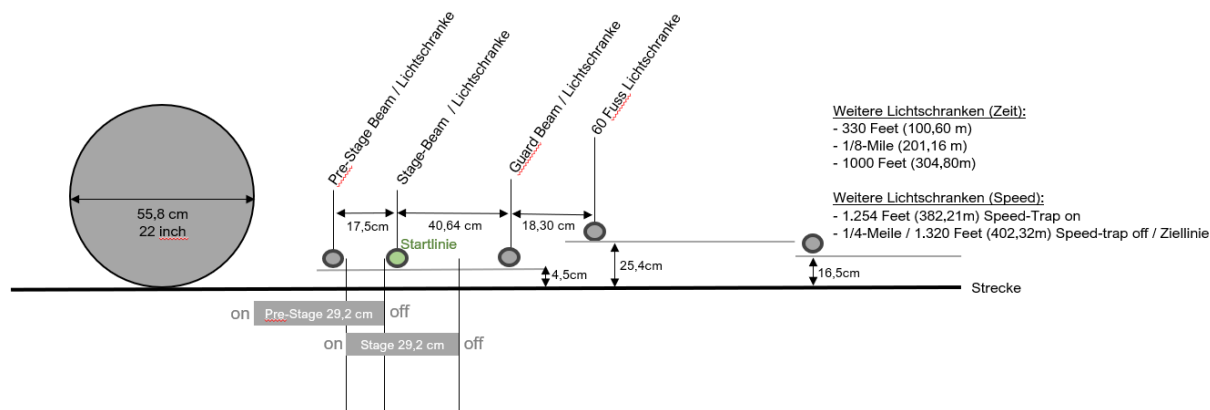 Pre-Stage Beam / Lichtschranke
Stage-Beam / Lichtschranke
Guard Beam / Lichtschranke
60 Fuss Lichtschranke
55,8 cm
22 inch
17,5cm
40,64 cm
18,30 cm
Startlinie
4,5cm
25,4cm
16,5cm
Strecke
on
Pre-Stage 29,2 cm
off
on
Stage 29,2 cm
off
Weitere Lichtschranken (Zeit):
- 330 Feet (100,60 m)
- 1/8-Mile (201,16 m)
- 1000 Feet (304,80m)
Weitere Lichtschranken (Speed):
- 1.254 Feet (382,21m) Speed-Trap on
- 1/4-Meile / 1.320 Feet (402,32m) Speed-trap off / Ziellinie